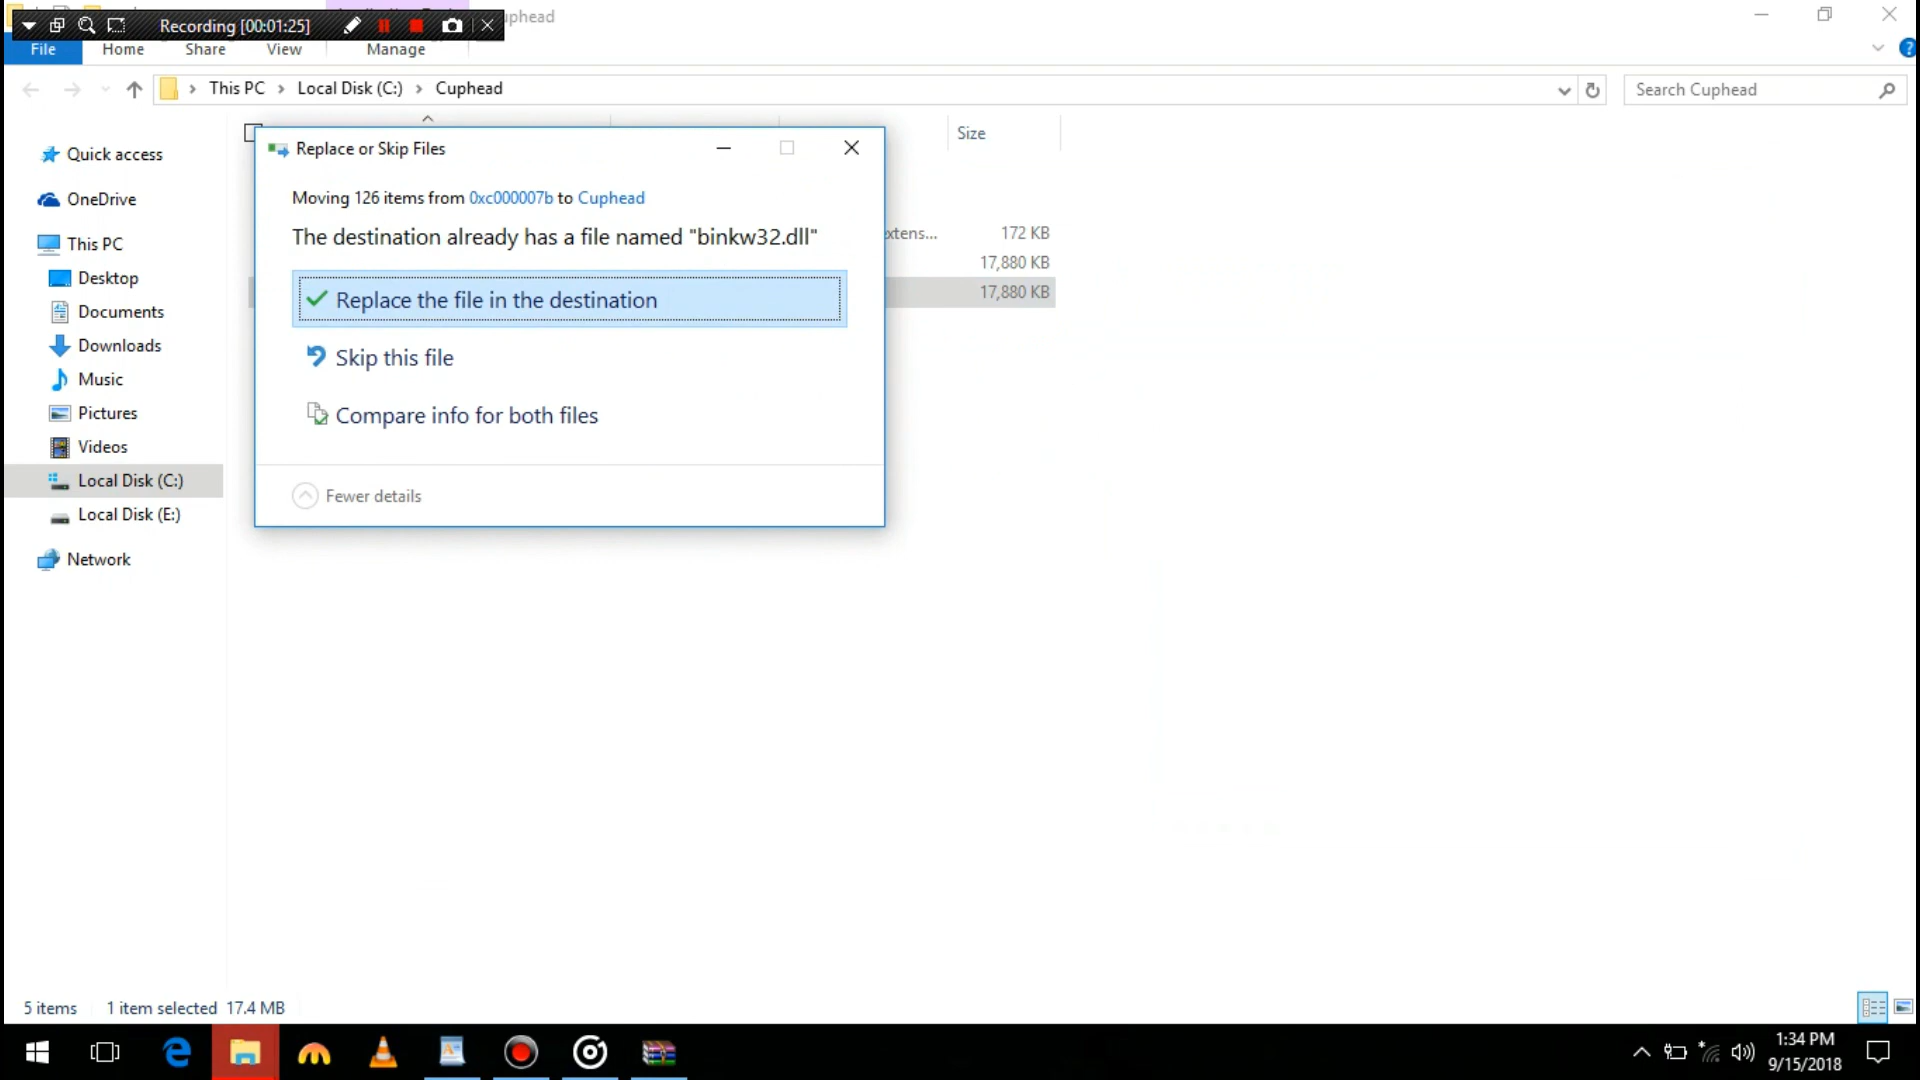 Recording [00:01:25]
uphead
File Home Share View Manage
This PC Local Disk (C:) Cuphead
Search Cuphead
Size
Quick access
OneDrive
This PC
Desktop
Documents
Downloads
Music
Pictures
Videos
Local Disk (C:)
Local Disk (E:)
Network
Replace or Skip Files
Moving 126 items from 0xc000007b to Cuphead
The destination already has a file named "binkw32.dll"
Replace the file in the destination
Skip this file
Compare info for both files
Fewer details
xtens... 172 KB
17,880 KB
17,880 KB
5 items 1 item selected 17.4 MB
1:34 PM
9/15/2018